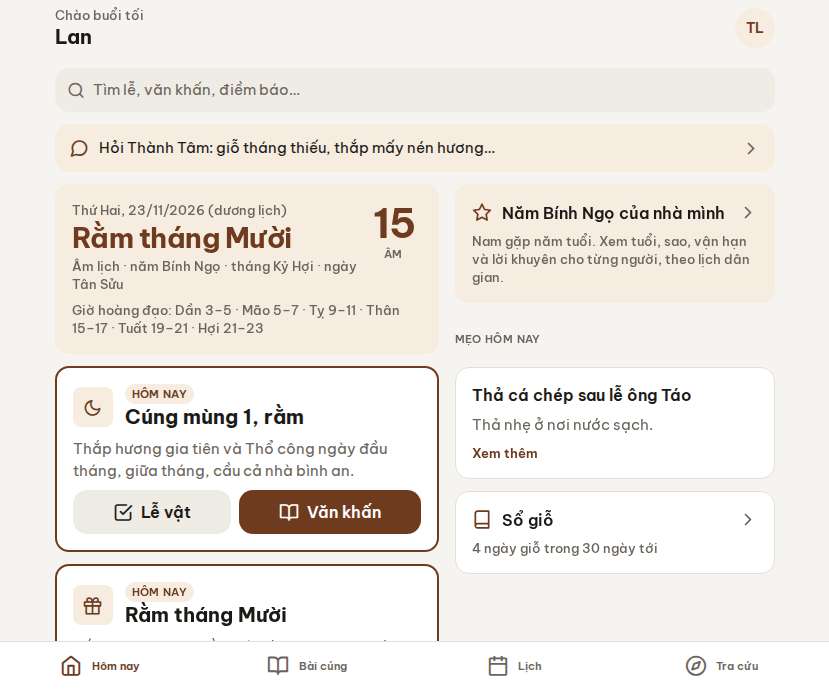 Chào buổi tối
Lan
TL
Tìm lễ, văn khấn, điềm báo...
Hỏi Thành Tâm: giỗ tháng thiếu, thắp mấy nén hương...
Thứ Hai, 23/11/2026 (dương lịch)
Rằm tháng Mười
Âm lịch · năm Bính Ngọ · tháng Kỷ Hợi · ngày
Tân Sửu
Giờ hoàng đạo: Dần 3–5 · Mão 5–7 · Tỵ 9–11 · Thân
15–17 · Tuất 19–21 · Hợi 21–23
15
ÂM
Năm Bính Ngọ của nhà mình
Nam gặp năm tuổi. Xem tuổi, sao, vận hạn
và lời khuyên cho từng người, theo lịch dân
gian.
MẸO HÔM NAY
HÔM NAY
Cúng mùng 1, rằm
Thắp hương gia tiên và Thổ công ngày đầu
tháng, giữa tháng, cầu cả nhà bình an.
Lễ vật
Văn khấn
Thả cá chép sau lễ ông Táo
Thả nhẹ ở nơi nước sạch.
Xem thêm
Sổ giỗ
4 ngày giỗ trong 30 ngày tới
HÔM NAY
Rằm tháng Mười
Hôm nay
Bài cúng
Lịch
Tra cứu